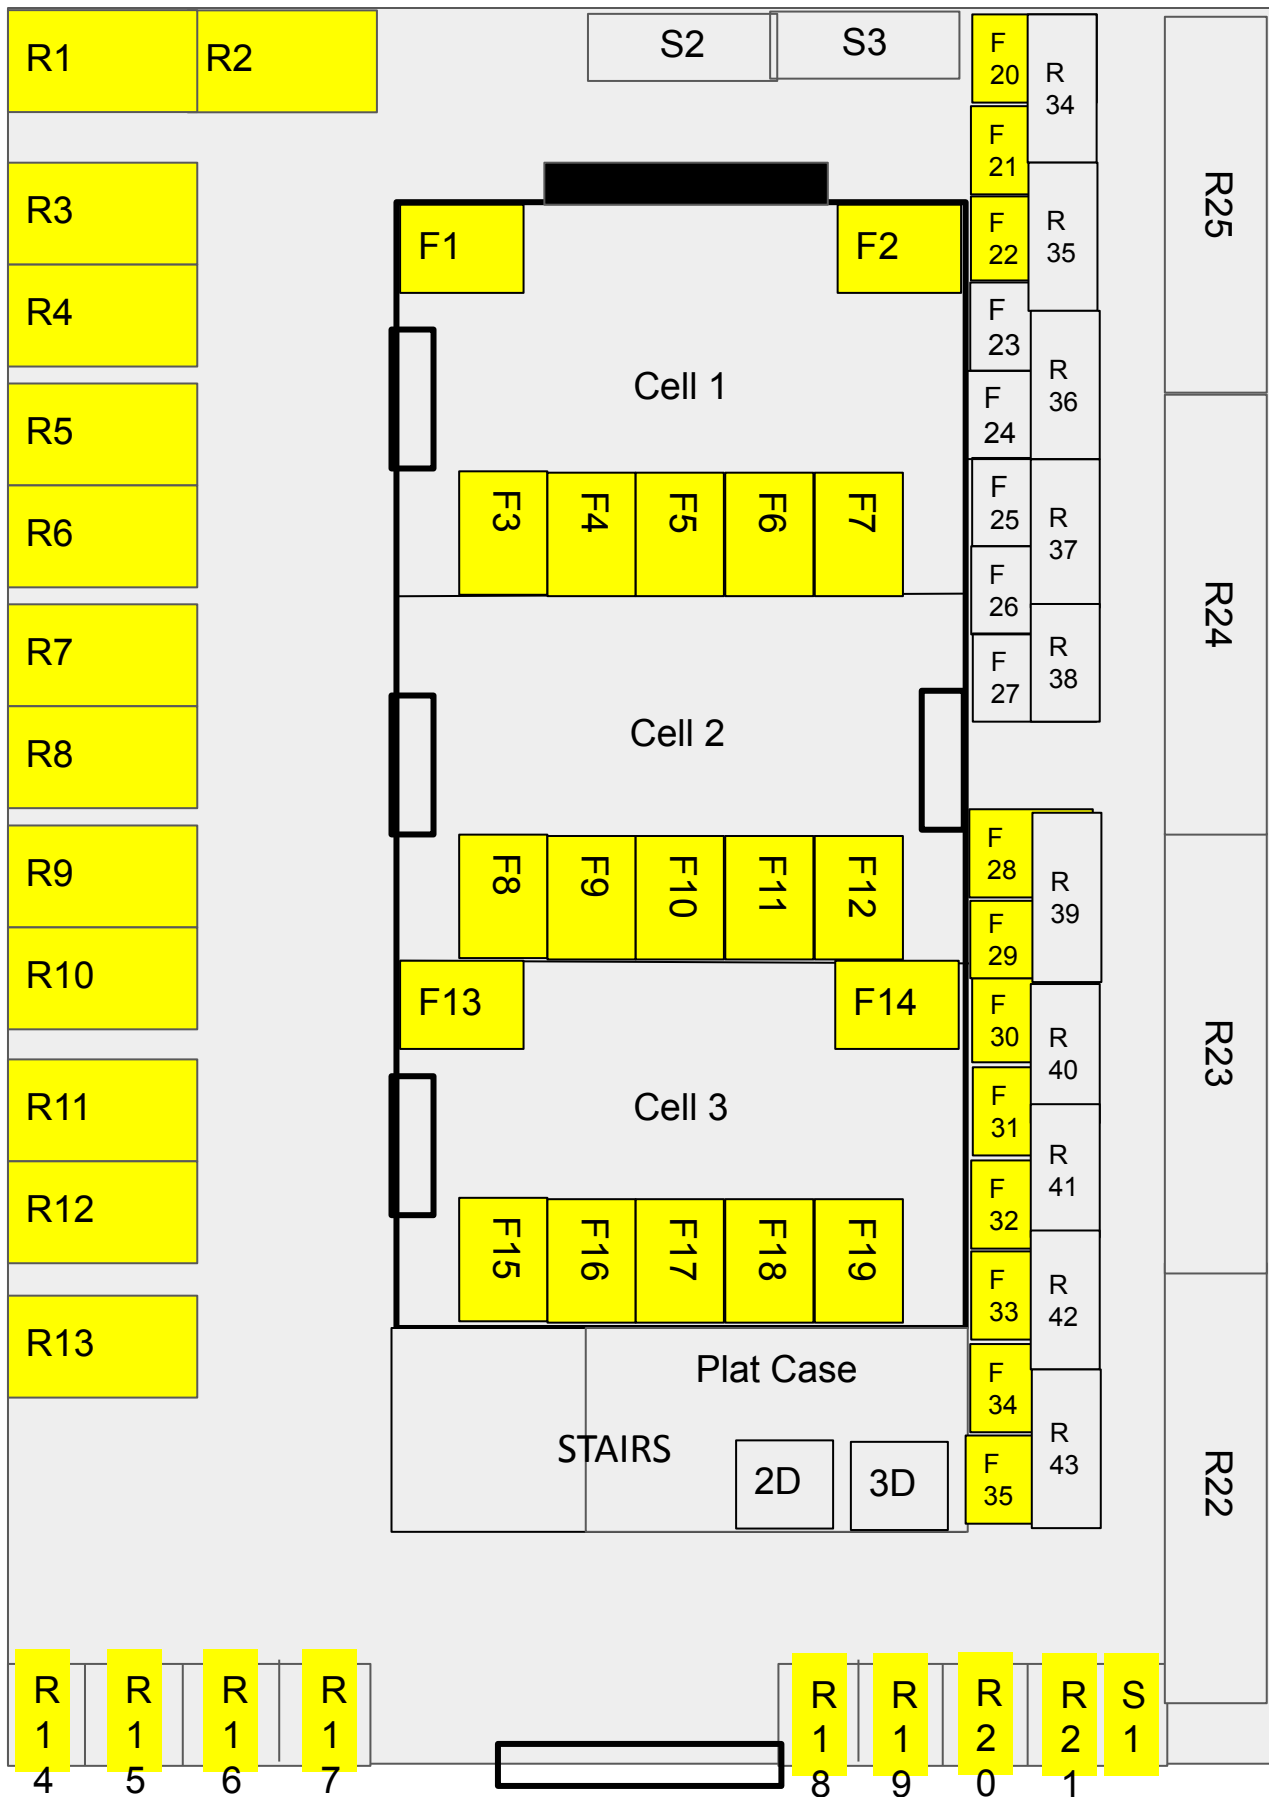 R1
R2
S2
S3
F
20
R
34
F
21
R3
R25
F
22
R
35
F1
F2
R4
F
23
Cell 1
R
36
F
24
R5
F3
F4
F5
F6
F7
F
25
R
37
R6
F
26
R24
R7
F
27
R
38
Cell 2
R8
F
28
R9
F8
F9
F10
F11
F12
R
39
F
29
R10
F13
F14
F
30
R
40
R23
R11
Cell 3
F
31
R
41
R12
F
32
F15
F16
F17
F18
F19
F
33
R
42
R13
Plat Case
F
34
STAIRS
R
43
2D
3D
F
35
R22
R
14
R
15
R
16
R
17
R
18
R
19
R
20
R
21
S
1